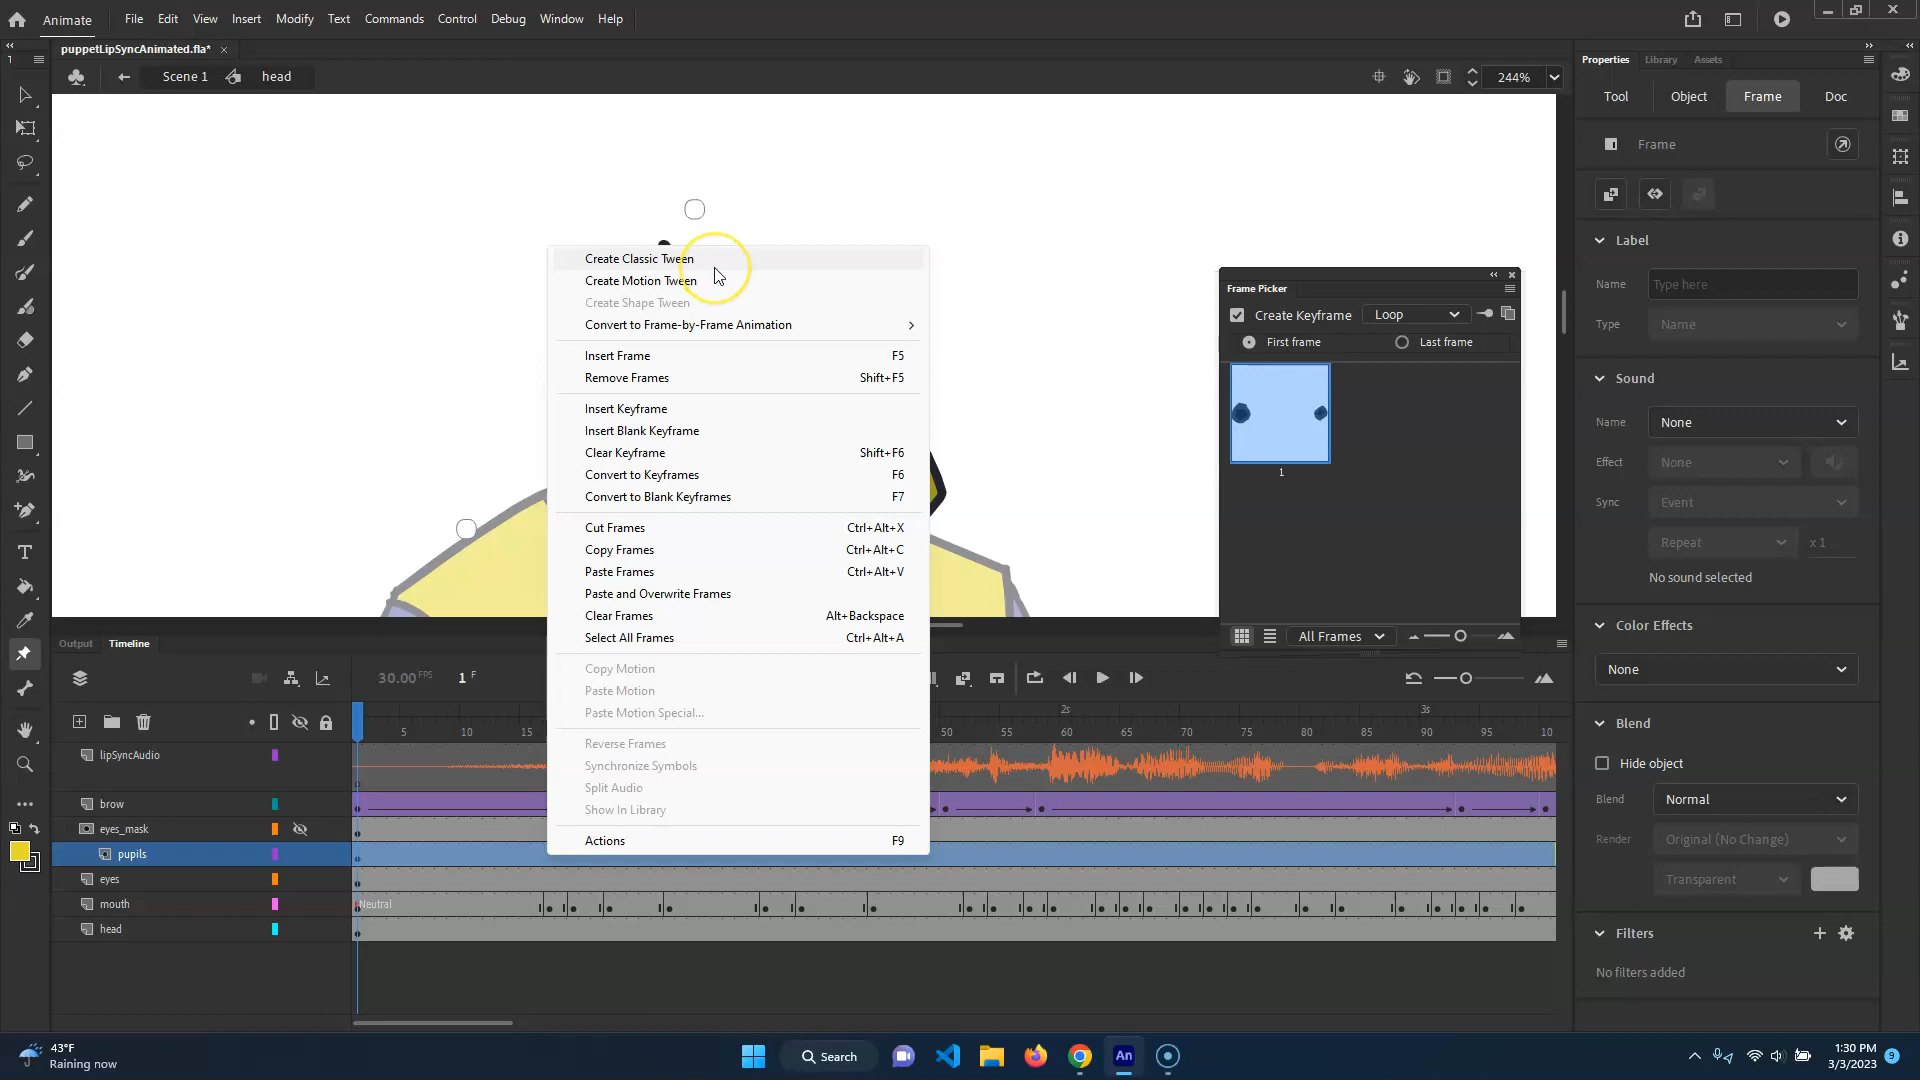 Animate
File
Edit
View
Insert
Modify
Text
Commands
Control
Debug
Window
Help
puppetLipSyncAnimated.fla*
Scene 1
head
244%
Properties
Library
Assets
Tool
Object
Frame
Doc
Frame
Label
Name
Type here
Type
Name
Sound
Name
None
Effect
None
Sync
Event
Repeat
x 1
No sound selected
Color Effects
None
Blend
Hide object
Blend
Normal
Render
Original (No Change)
Transparent
Filters
No filters added
Frame Picker
Create Keyframe
Loop
First frame
Last frame
1
All Frames
Create Classic Tween
Create Motion Tween
Create Shape Tween
Convert to Frame-by-Frame Animation
Insert Frame F5
Remove Frames Shift+F5
Insert Keyframe
Insert Blank Keyframe
Clear Keyframe Shift+F6
Convert to Keyframes F6
Convert to Blank Keyframes F7
Cut Frames Ctrl+Alt+X
Copy Frames Ctrl+Alt+C
Paste Frames Ctrl+Alt+V
Paste and Overwrite Frames
Clear Frames Alt+Backspace
Select All Frames Ctrl+Alt+A
Copy Motion
Paste Motion
Paste Motion Special...
Reverse Frames
Synchronize Symbols
Split Audio
Show In Library
Actions F9
1
Output
Timeline
30.00 FPS
1 F
2s
3s
5
10
15
50
55
60
65
70
75
80
85
90
95
10
lipSyncAudio
brow
eyes_mask
pupils
eyes
mouth
Neutral
head
43°F
Raining now
Search
An
1:30 PM
3/3/2023
9